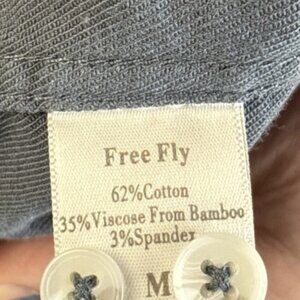 Free Fly
62%Cotton
35%Viscose From Bamboo
3%Spandex
M